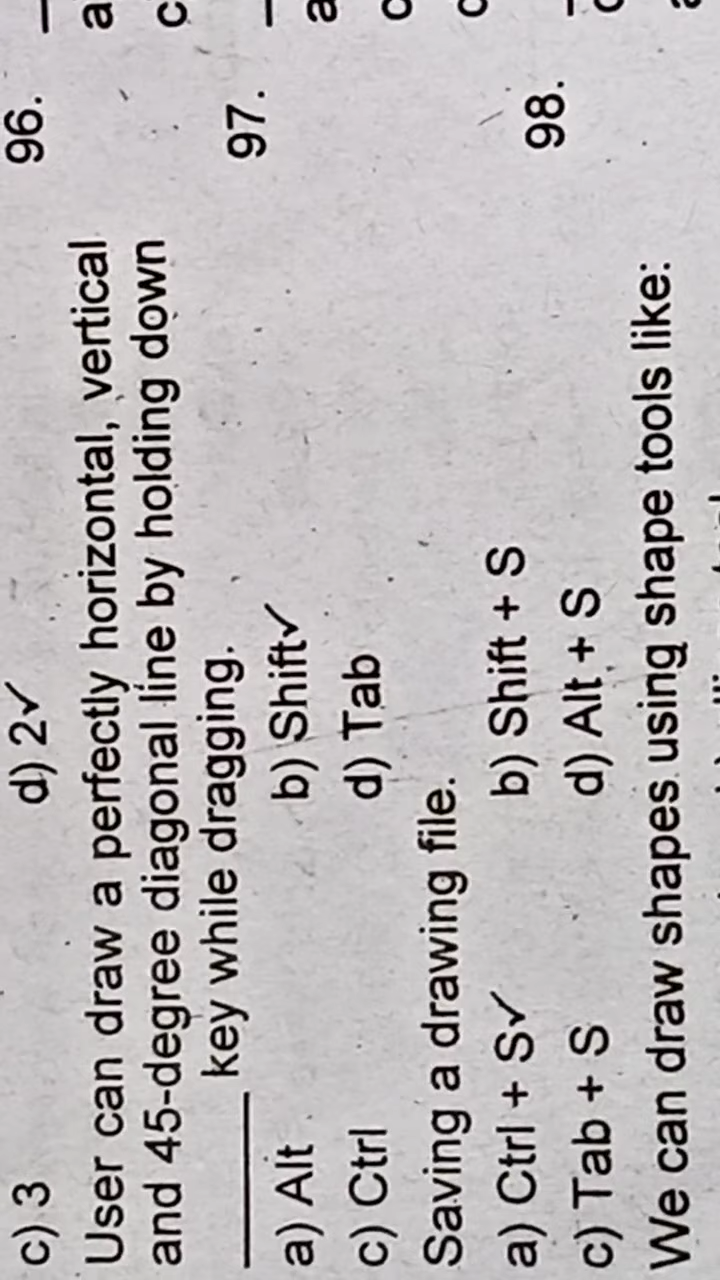 c) 3 d) 2✓
User can draw a perfectly horizontal, vertical
and 45-degree diagonal line by holding down
________ key while dragging.
a) Alt b) Shift✓
c) Ctrl d) Tab
Saving a drawing file.
a) Ctrl + S✓ b) Shift + S
c) Tab + S d) Alt + S
We can draw shapes using shape tools like:
96.
97.
98.